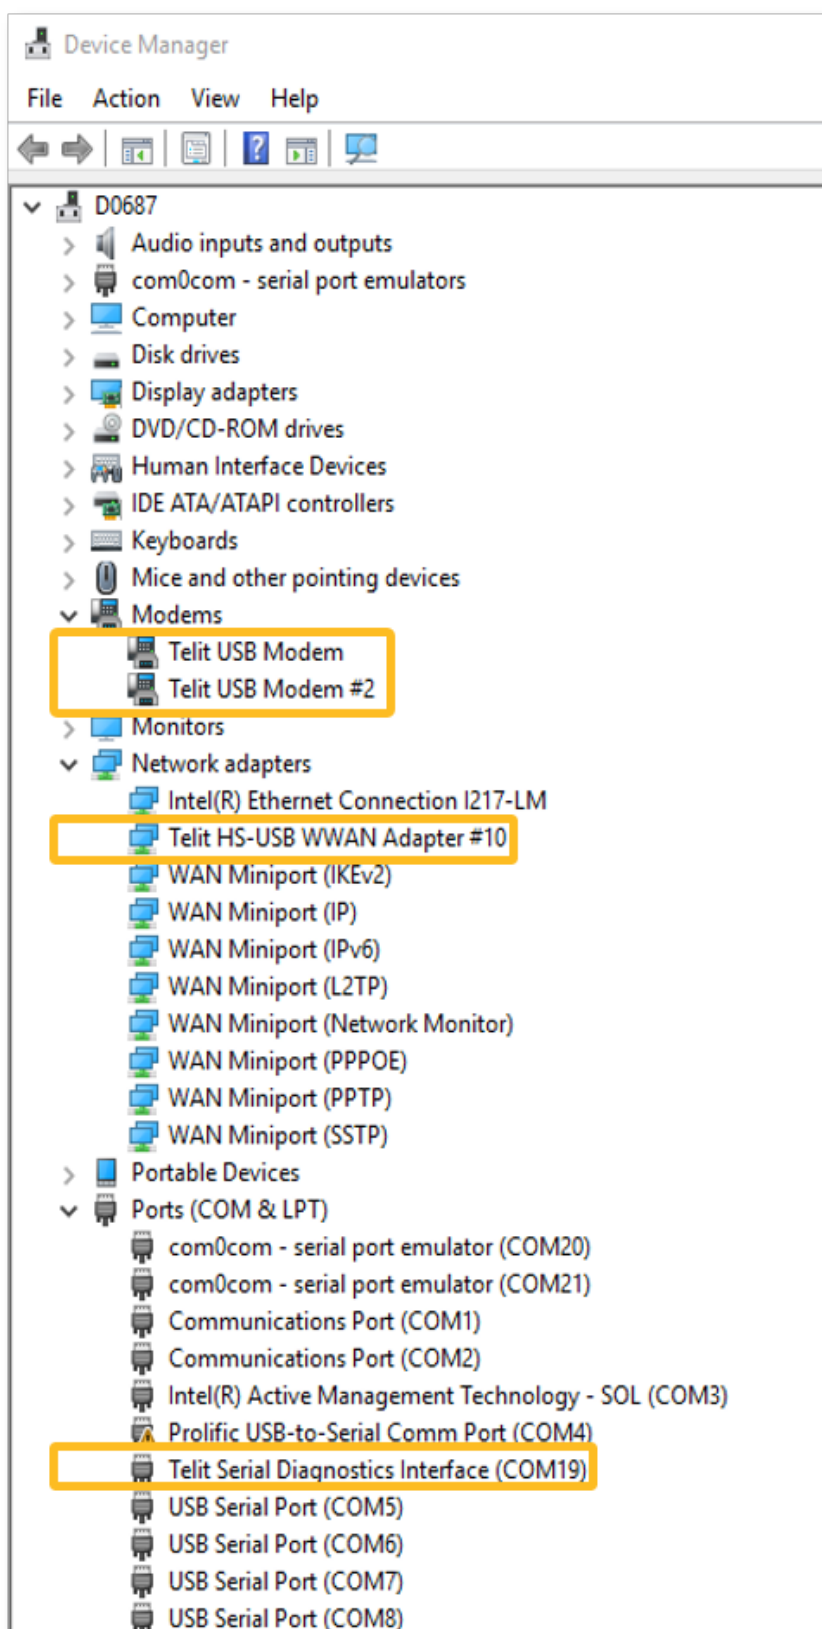 Device Manager
File Action View Help
D0687
Audio inputs and outputs
com0com - serial port emulators
Computer
Disk drives
Display adapters
DVD/CD-ROM drives
Human Interface Devices
IDE ATA/ATAPI controllers
Keyboards
Mice and other pointing devices
Modems
Telit USB Modem
Telit USB Modem #2
Monitors
Network adapters
Intel(R) Ethernet Connection I217-LM
Telit HS-USB WWAN Adapter #10
WAN Miniport (IKEv2)
WAN Miniport (IP)
WAN Miniport (IPv6)
WAN Miniport (L2TP)
WAN Miniport (Network Monitor)
WAN Miniport (PPPOE)
WAN Miniport (PPTP)
WAN Miniport (SSTP)
Portable Devices
Ports (COM & LPT)
com0com - serial port emulator (COM20)
com0com - serial port emulator (COM21)
Communications Port (COM1)
Communications Port (COM2)
Intel(R) Active Management Technology - SOL (COM3)
Prolific USB-to-Serial Comm Port (COM4)
Telit Serial Diagnostics Interface (COM19)
USB Serial Port (COM5)
USB Serial Port (COM6)
USB Serial Port (COM7)
USB Serial Port (COM8)